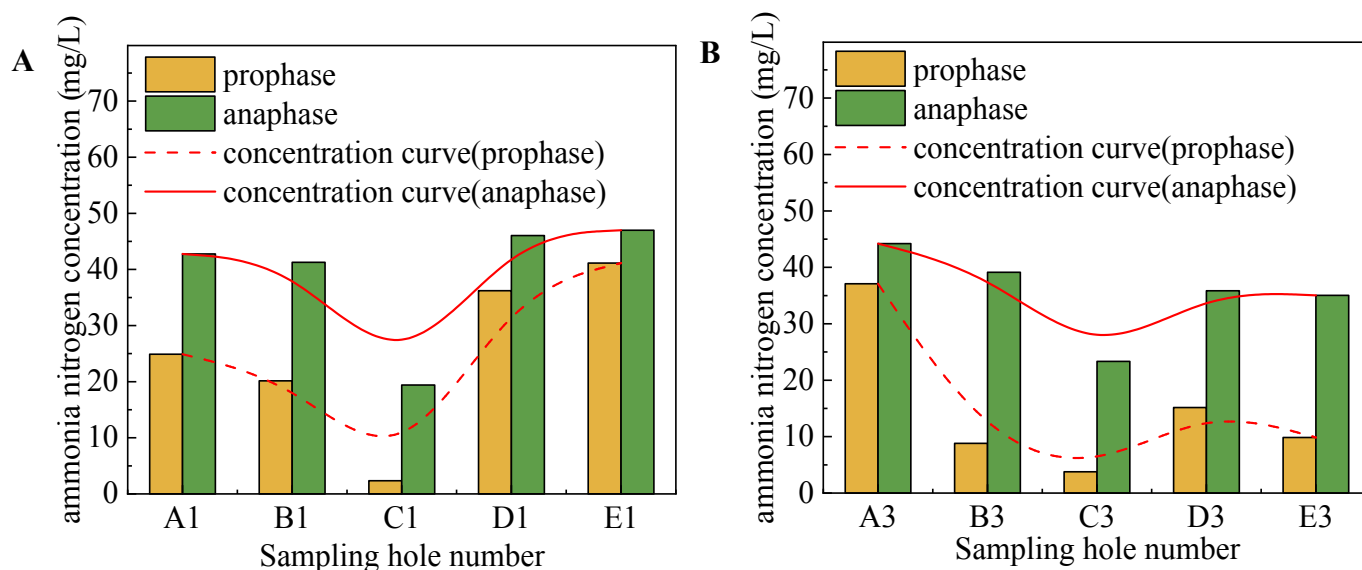 A
ammonia nitrogen concentration (mg/L)
prophase
anaphase
concentration curve(prophase)
concentration curve(anaphase)
70
60
50
40
30
20
10
0
A1 B1 C1 D1 E1
Sampling hole number
B
ammonia nitrogen concentration (mg/L)
prophase
anaphase
concentration curve(prophase)
concentration curve(anaphase)
70
60
50
40
30
20
10
0
A3 B3 C3 D3 E3
Sampling hole number